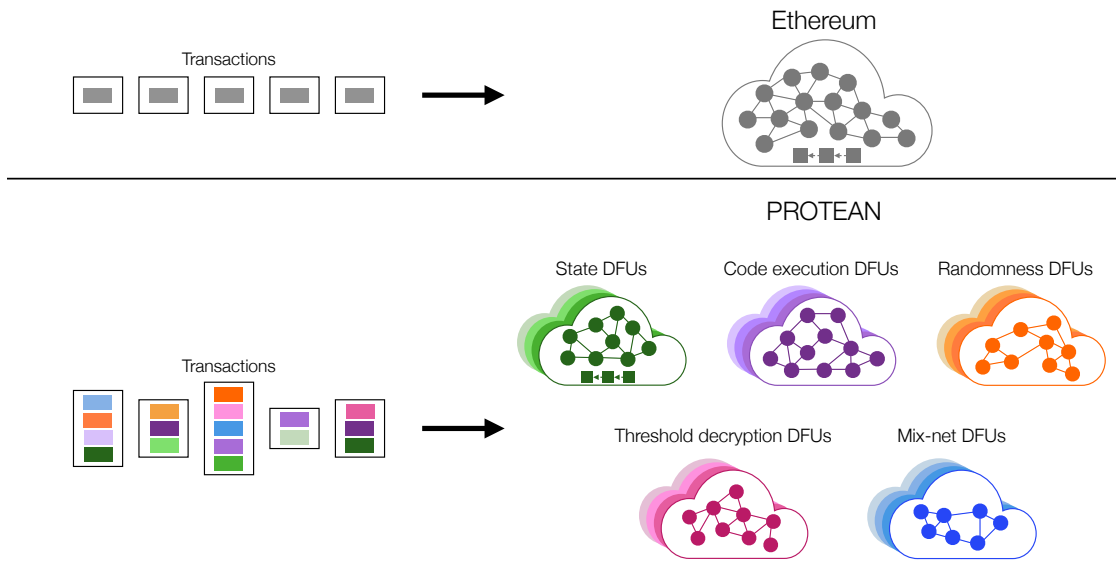 Ethereum
Transactions
PROTEAN
State DFUs
Code execution DFUs
Randomness DFUs
Transactions
Threshold decryption DFUs
Mix-net DFUs